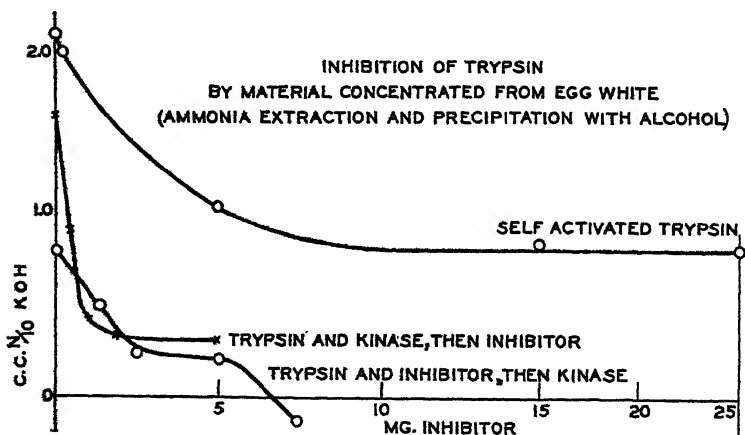 INHIBITION OF TRYPSIN
BY MATERIAL CONCENTRATED FROM EGG WHITE
(AMMONIA EXTRACTION AND PRECIPITATION WITH ALCOHOL)
2.0
SELF ACTIVATED TRYPSIN
1.0
C.C. N/10 KOH
TRYPSIN AND KINASE, THEN INHIBITOR
TRYPSIN AND INHIBITOR, THEN KINASE
0
5 10 15 20 25
MG. INHIBITOR